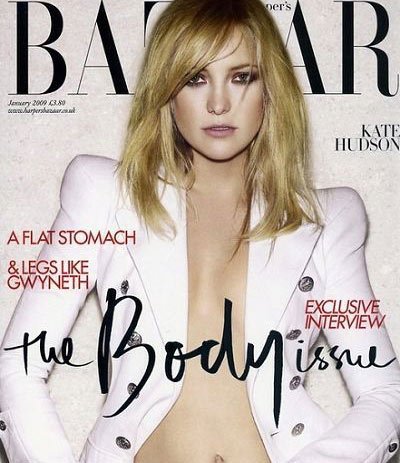 BAZAAR
per's
January 2009 £3.80
www.harpersbazaar.co.uk
KATE
HUDSON
A FLAT STOMACH
& LEGS LIKE
GWYNETH
EXCLUSIVE
INTERVIEW
the Body issue